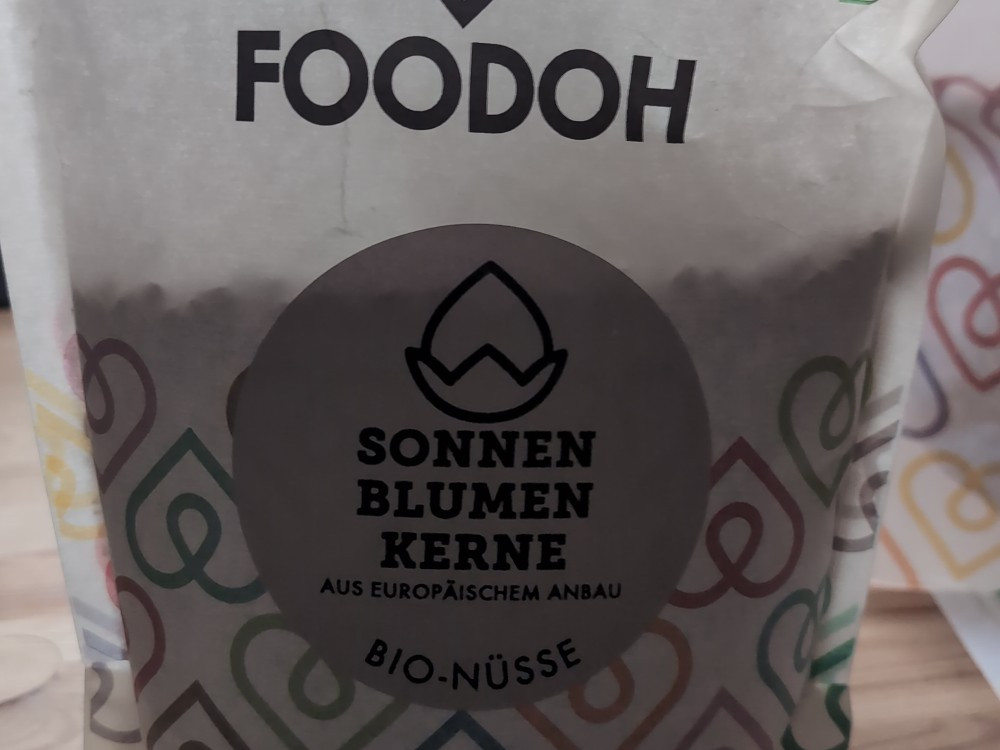 FOODOH
SONNEN
BLUMEN
KERNE
AUS EUROPÄISCHEM ANBAU
BIO-NÜSSE